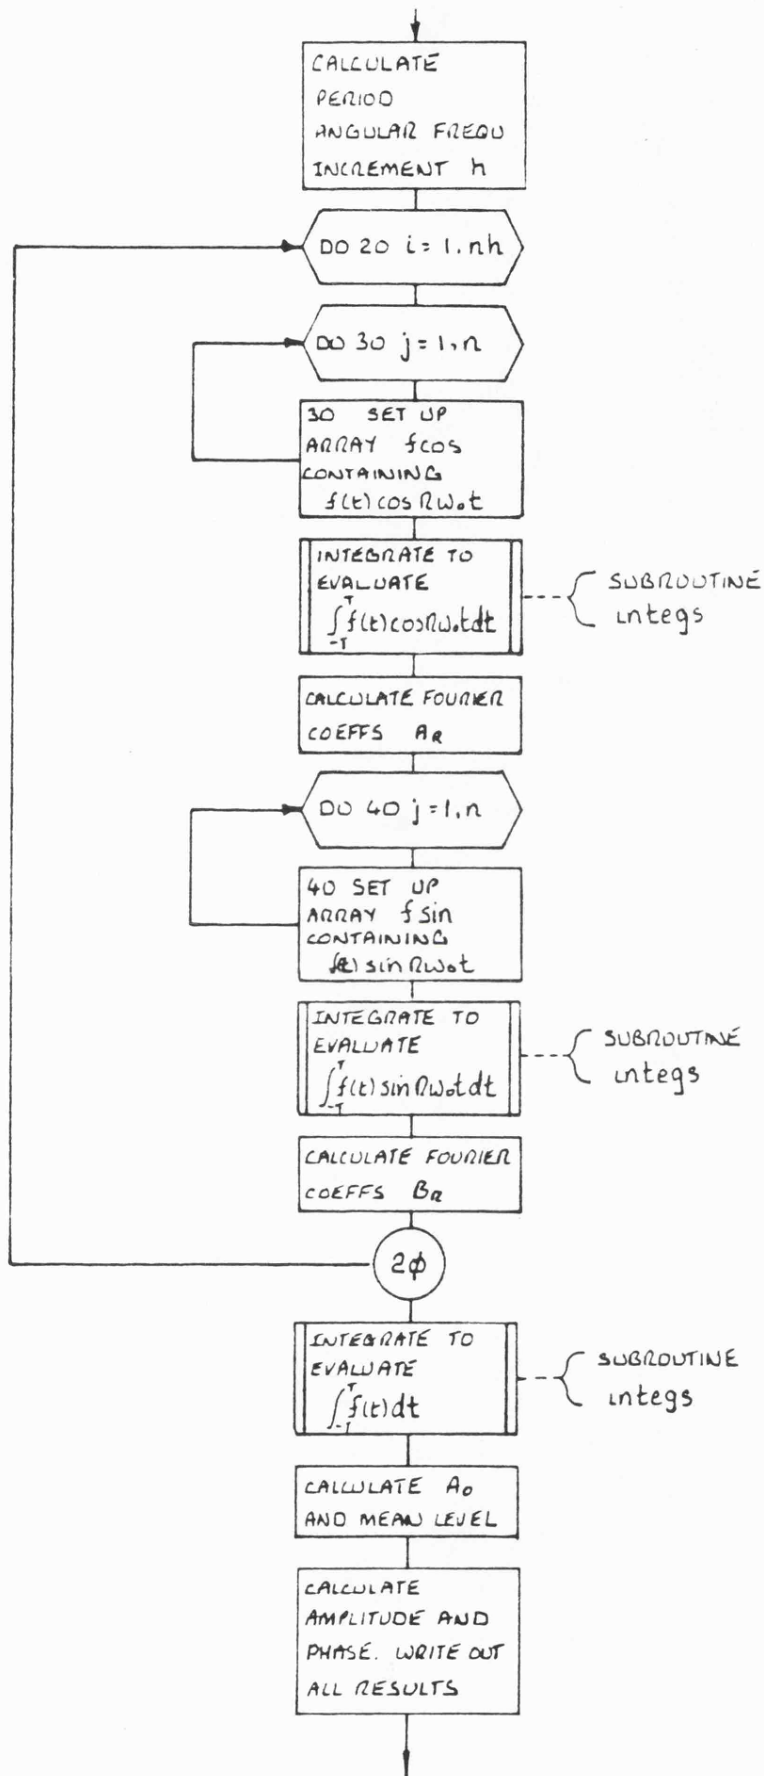 CALCULATE
PERIOD
ANGULAR FREQU
INCREMENT h
DO 20 i = 1, nh
DO 30 j = 1, n
30 SET UP
ARRAY fcos
CONTAINING
f(t) cos Rω₀t
INTEGRATE TO
EVALUATE
∫_{-T}^{T} f(t) cos Rω₀t dt
SUBROUTINE
integs
CALCULATE FOURIER
COEFFS A_R
DO 40 j = 1, n
40 SET UP
ARRAY f sin
CONTAINING
f(t) sin Rω₀t
INTEGRATE TO
EVALUATE
∫_{-T}^{T} f(t) sin Rω₀t dt
SUBROUTINE
integs
CALCULATE FOURIER
COEFFS B_R
2ϕ
INTEGRATE TO
EVALUATE
∫_{-T}^{T} f(t) dt
SUBROUTINE
integs
CALCULATE A₀
AND MEAN LEVEL
CALCULATE
AMPLITUDE AND
PHASE. WRITE OUT
ALL RESULTS